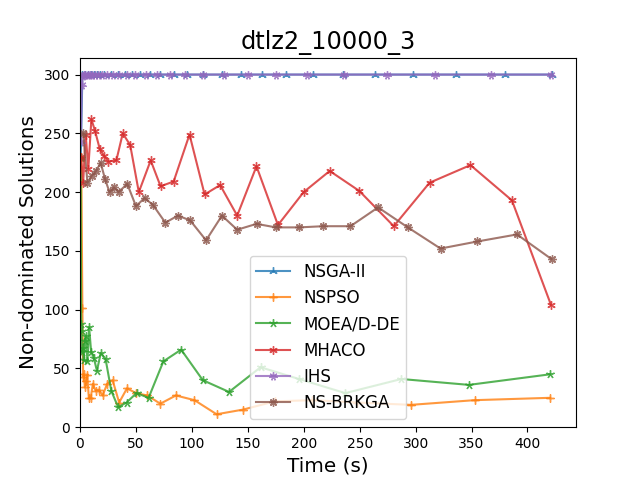 dtlz2_10000_3
Non-dominated Solutions
300
250
200
150
100
50
0
NSGA-II
NSPSO
MOEA/D-DE
MHACO
IHS
NS-BRKGA
0 50 100 150 200 250 300 350 400
Time (s)